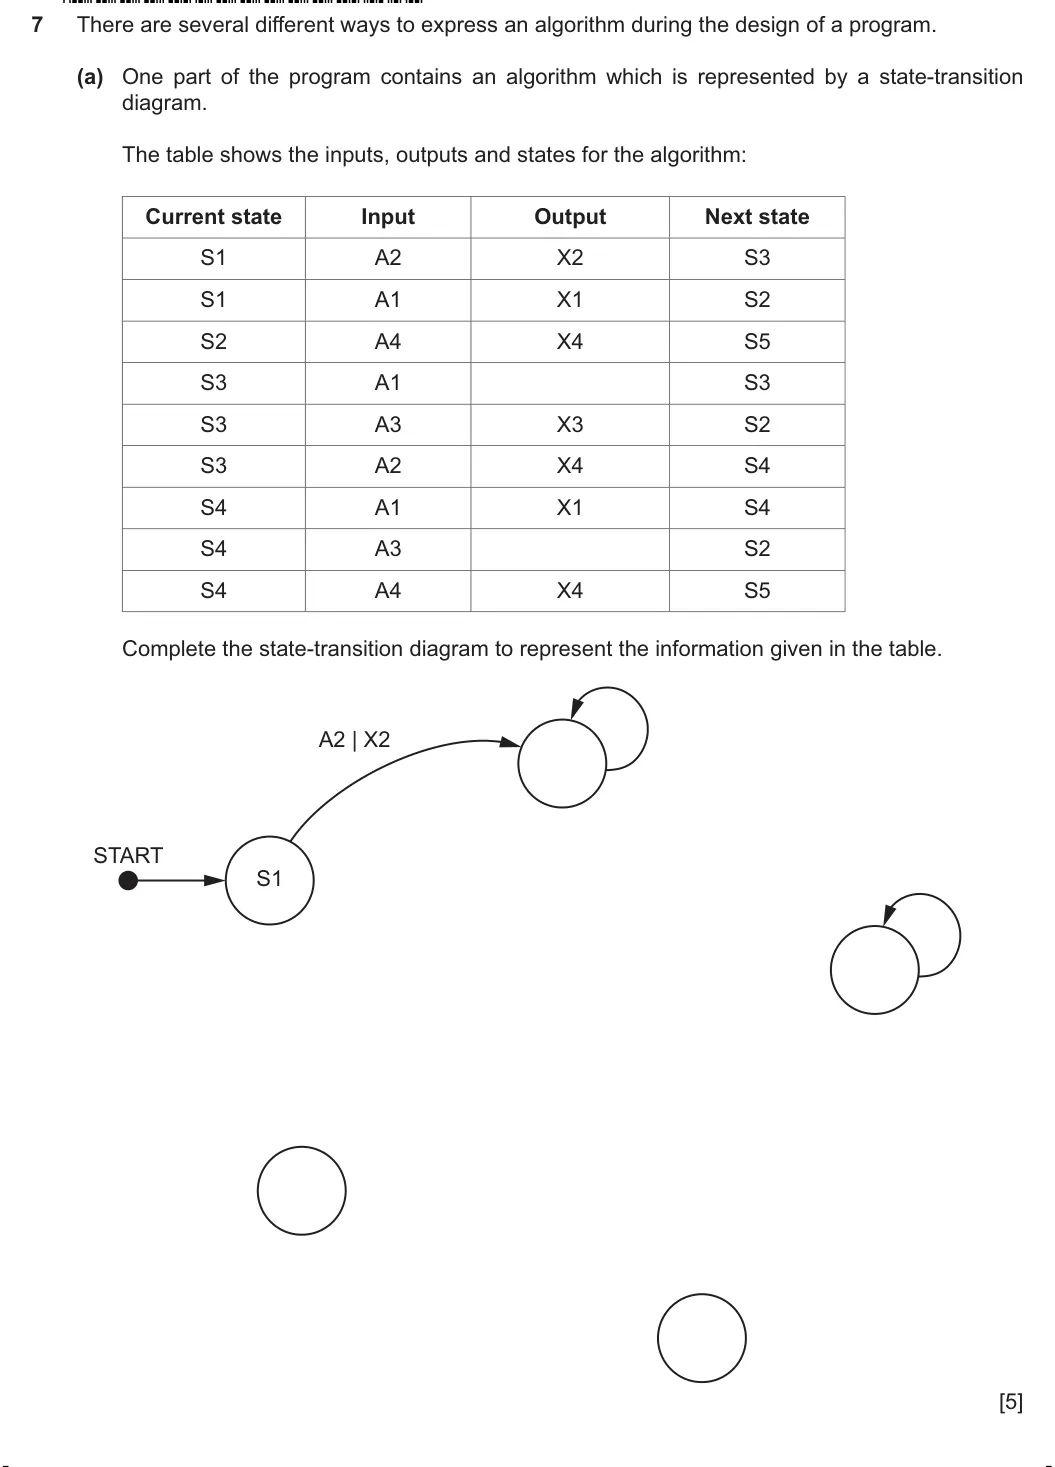 7 There are several different ways to express an algorithm during the design of a program.
(a) One part of the program contains an algorithm which is represented by a state-transition
diagram.
The table shows the inputs, outputs and states for the algorithm:
Current state Input Output Next state
S1 A2 X2 S3
S1 A1 X1 S2
S2 A4 X4 S5
S3 A1 S3
S3 A3 X3 S2
S3 A2 X4 S4
S4 A1 X1 S4
S4 A3 S2
S4 A4 X4 S5
Complete the state-transition diagram to represent the information given in the table.
A2 | X2
START
S1
[5]